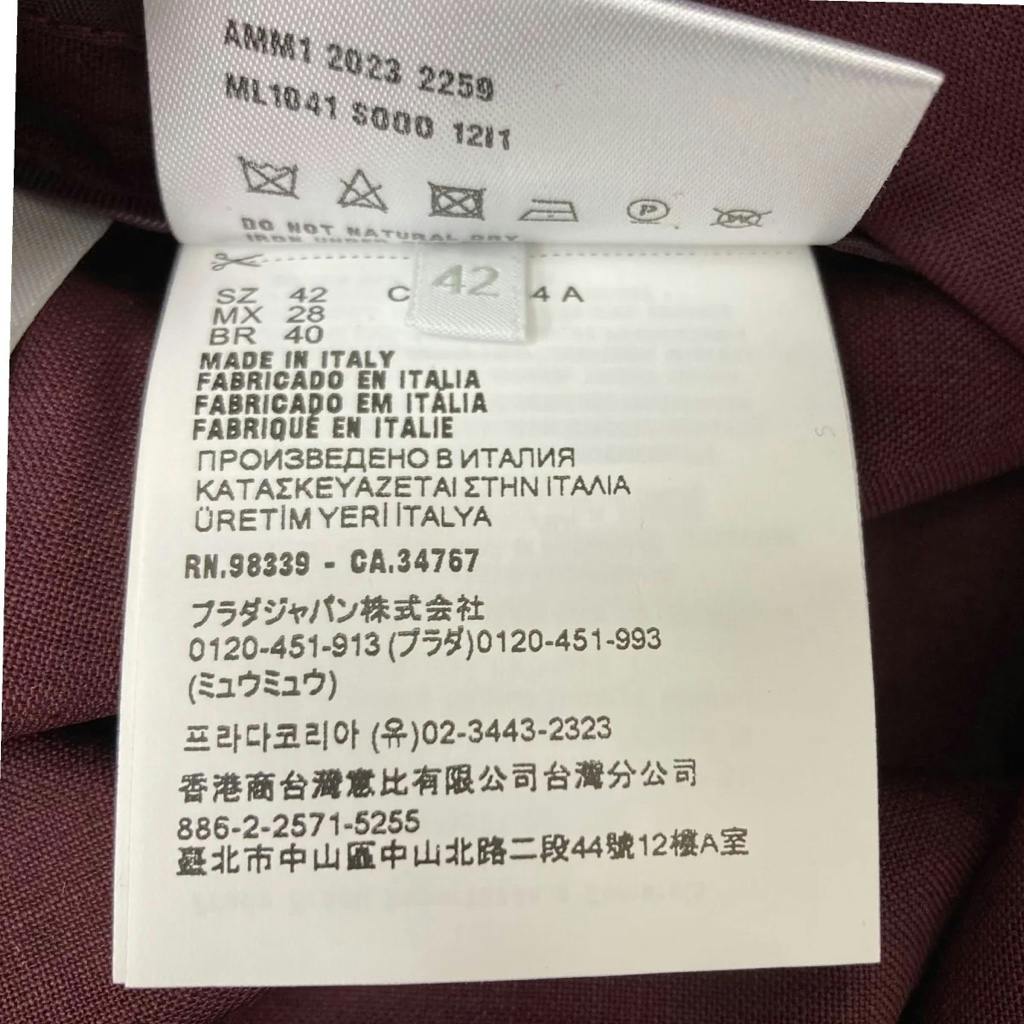 AMM1 2023 2259
ML1041 S000 1211
P
W
DO NOT NATURAL DRY
IRON UNDER
SZ 42 C 42 4 A
MX 28
BR 40
MADE IN ITALY
FABRICADO EN ITALIA
FABRICADO EM ITÁLIA
FABRIQUÉ EN ITALIE
ПРОИЗВЕДЕНО В ИТАЛИЯ
ΚΑΤΑΣΚΕΥΑΖΕΤΑΙ ΣΤΗΝ ΙΤΑΛΙΑ
ÜRETİM YERİ İTALYA
RN.98339 - CA.34767
プラダジャパン株式会社
0120-451-913 (プラダ)0120-451-993
(ミュウミュウ)
프라다코리아 (유)02-3443-2323
香港商台灣意比有限公司台灣分公司
886-2-2571-5255
臺北市中山區中山北路二段44號12樓A室